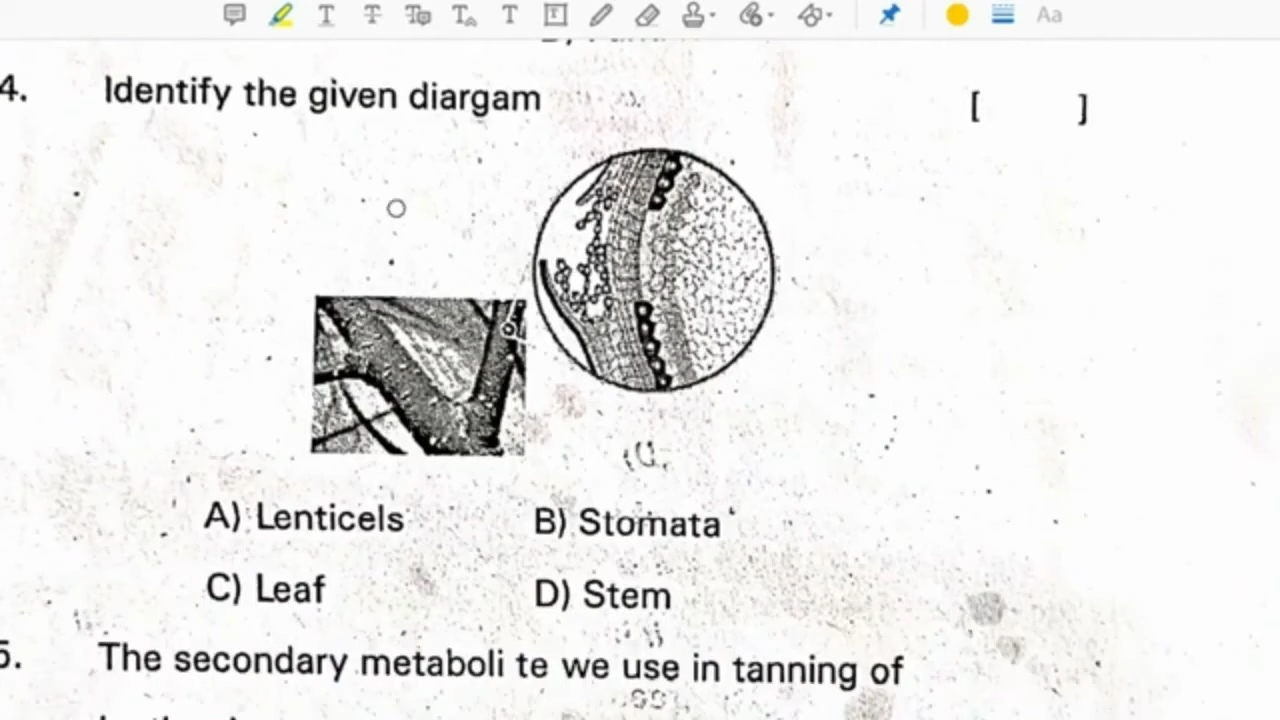 4. Identify the given diargam [ ]
A) Lenticels B) Stomata
C) Leaf D) Stem
5. The secondary metaboli te we use in tanning of